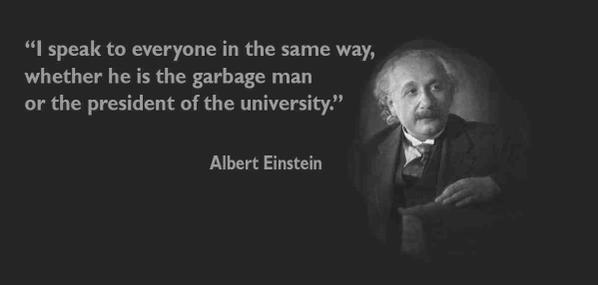 “I speak to everyone in the same way,
whether he is the garbage man
or the president of the university.”
Albert Einstein